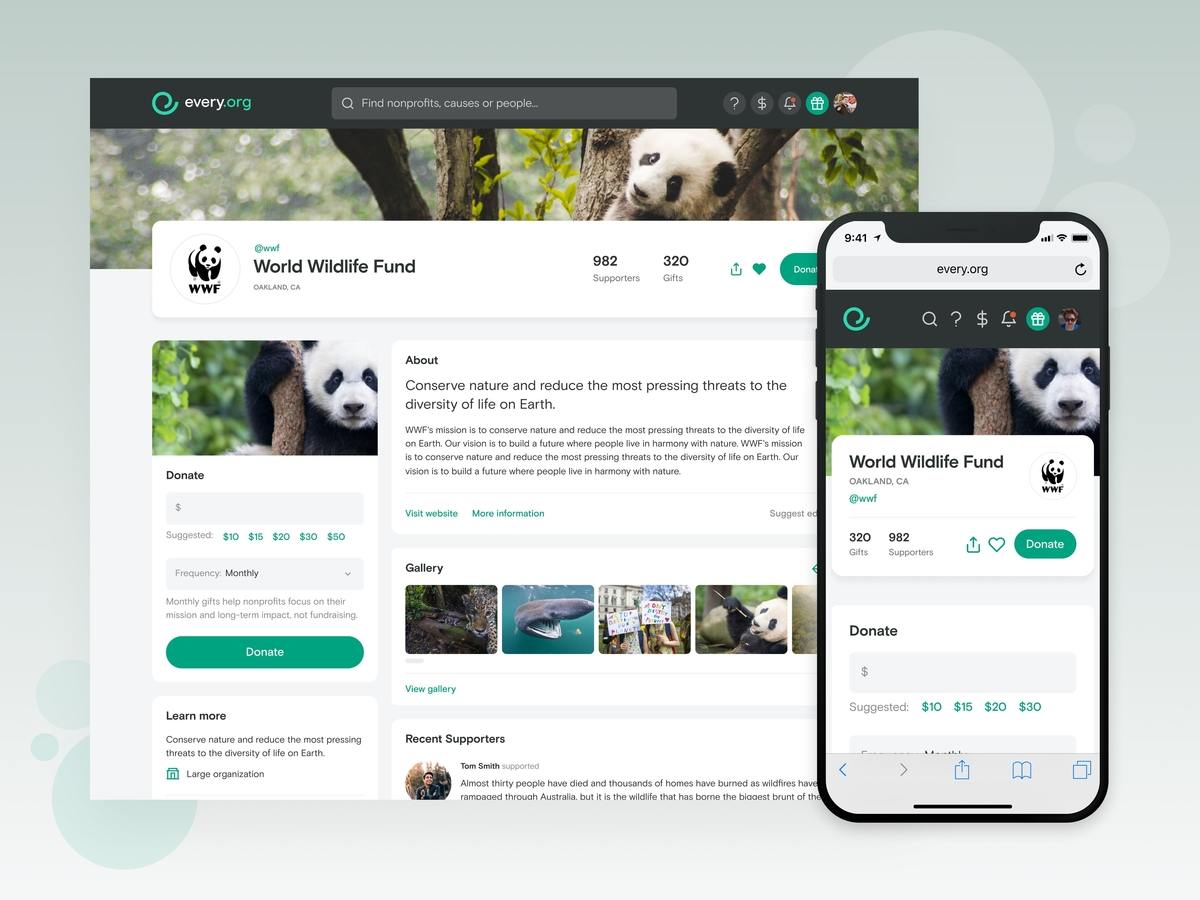 every.org
Find nonprofits, causes or people...
@wwf
World Wildlife Fund
OAKLAND, CA
WWF
982
Supporters
320
Gifts
Donate
$
Suggested: $10 $15 $20 $30 $50
Frequency: Monthly
Monthly gifts help nonprofits focus on their
mission and long-term impact, not fundraising.
Donate
Learn more
Conserve nature and reduce the most pressing
threats to the diversity of life on Earth.
Large organization
About
Conserve nature and reduce the most pressing threats to the
diversity of life on Earth.
WWF's mission is to conserve nature and reduce the most pressing threats to the diversity of life
on Earth. Our vision is to build a future where people live in harmony with nature. WWF's mission
is to conserve nature and reduce the most pressing threats to the diversity of life on Earth. Our
vision is to build a future where people live in harmony with nature.
Visit website More information Suggest
Gallery
View gallery
Recent Supporters
Tom Smith supported
Almost thirty people have died and thousands of homes have burned as wildfires have
rampaged through Australia, but it is the wildlife that has borne the biggest brunt of the
9:41
every.org
World Wildlife Fund
OAKLAND, CA
@wwf
WWF
320
Gifts
982
Supporters
Donate
Donate
$
Suggested: $10 $15 $20 $30
Frequency: Monthly